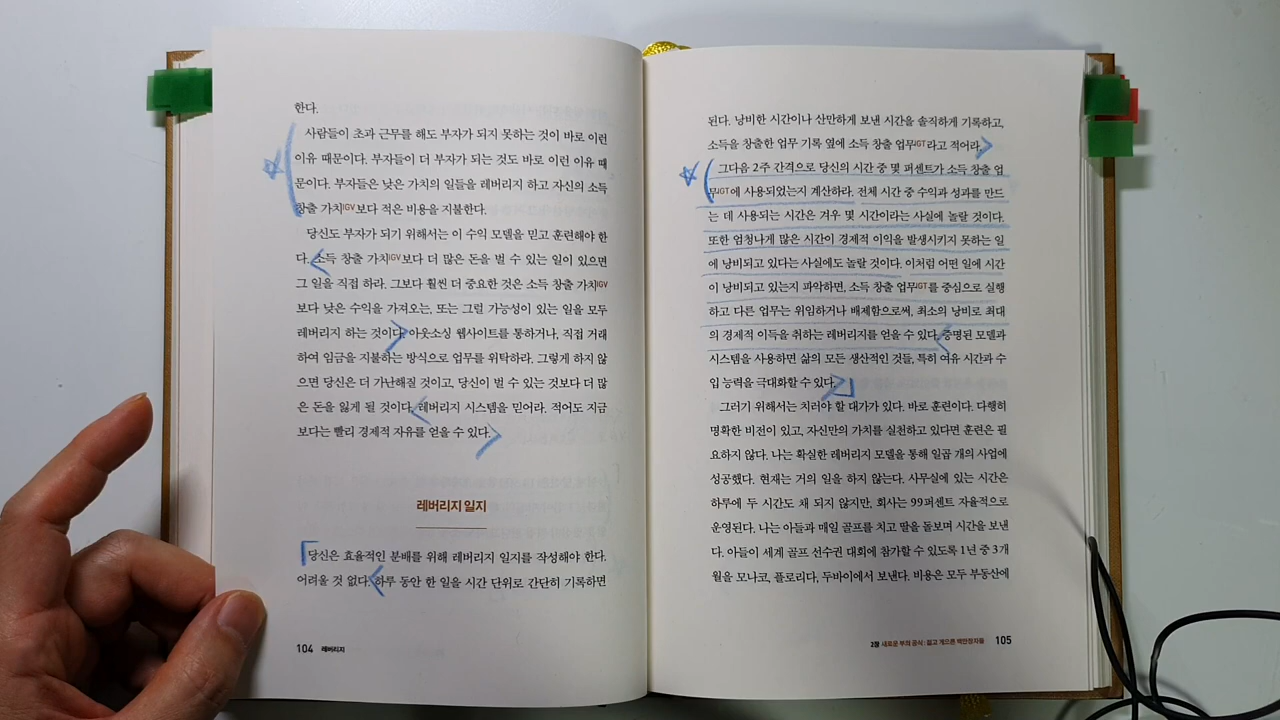 한다.
사람들이 초과 근무를 해도 부자가 되지 못하는 것이 바로 이런
이유 때문이다. 부자들이 더 부자가 되는 것도 바로 이런 이유 때
문이다. 부자들은 낮은 가치의 일들을 레버리지 하고 자신의 소득
창출 가치IGV보다 적은 비용을 지불한다.
당신도 부자가 되기 위해서는 이 수익 모델을 믿고 훈련해야 한
다. 소득 창출 가치IGV보다 더 많은 돈을 벌 수 있는 일이 있으면
그 일을 직접 하라. 그보다 훨씬 더 중요한 것은 소득 창출 가치IGV
보다 낮은 수익을 가져오는, 또는 그럴 가능성이 있는 일을 모두
레버리지 하는 것이다. 아웃소싱 웹사이트를 통하거나, 직접 거래
하여 임금을 지불하는 방식으로 업무를 위탁하라. 그렇게 하지 않
으면 당신은 더 가난해질 것이고, 당신이 벌 수 있는 것보다 더 많
은 돈을 잃게 될 것이다. 레버리지 시스템을 믿어라. 적어도 지금
보다는 빨리 경제적 자유를 얻을 수 있다.
레버리지 일지
당신은 효율적인 분배를 위해 레버리지 일지를 작성해야 한다.
어려울 것 없다. 하루 동안 한 일을 시간 단위로 간단히 기록하면
104 레버리지
된다. 낭비한 시간이나 산만하게 보낸 시간을 솔직하게 기록하고,
소득을 창출한 업무 기록 옆에 소득 창출 업무IGT라고 적어라.
그다음 2주 간격으로 당신의 시간 중 몇 퍼센트가 소득 창출 업
무IGT에 사용되었는지 계산하라. 전체 시간 중 수익과 성과를 만드
는 데 사용되는 시간은 겨우 몇 시간이라는 사실에 놀랄 것이다.
또한 엄청나게 많은 시간이 경제적 이익을 발생시키지 못하는 일
에 낭비되고 있다는 사실에도 놀랄 것이다. 이처럼 어떤 일에 시간
이 낭비되고 있는지 파악하면, 소득 창출 업무IGT를 중심으로 실행
하고 다른 업무는 위임하거나 배제함으로써, 최소의 낭비로 최대
의 경제적 이득을 취하는 레버리지를 얻을 수 있다. 증명된 모델과
시스템을 사용하면 삶의 모든 생산적인 것들, 특히 여유 시간과 수
입 능력을 극대화할 수 있다.
그러기 위해서는 치러야 할 대가가 있다. 바로 훈련이다. 다행히
명확한 비전이 있고, 자신만의 가치를 실천하고 있다면 훈련은 필
요하지 않다. 나는 확실한 레버리지 모델을 통해 일곱 개의 사업에
성공했다. 현재는 거의 일을 하지 않는다. 사무실에 있는 시간은
하루에 두 시간도 채 되지 않지만, 회사는 99퍼센트 자율적으로
운영된다. 나는 아들과 매일 골프를 치고 딸을 돌보며 시간을 보낸
다. 아들이 세계 골프 선수권 대회에 참가할 수 있도록 1년 중 3개
월을 모나코, 플로리다, 두바이에서 보낸다. 비용은 모두 부동산에
2장 새로운 부의 공식 : 젊고 게으른 백만장자들 105